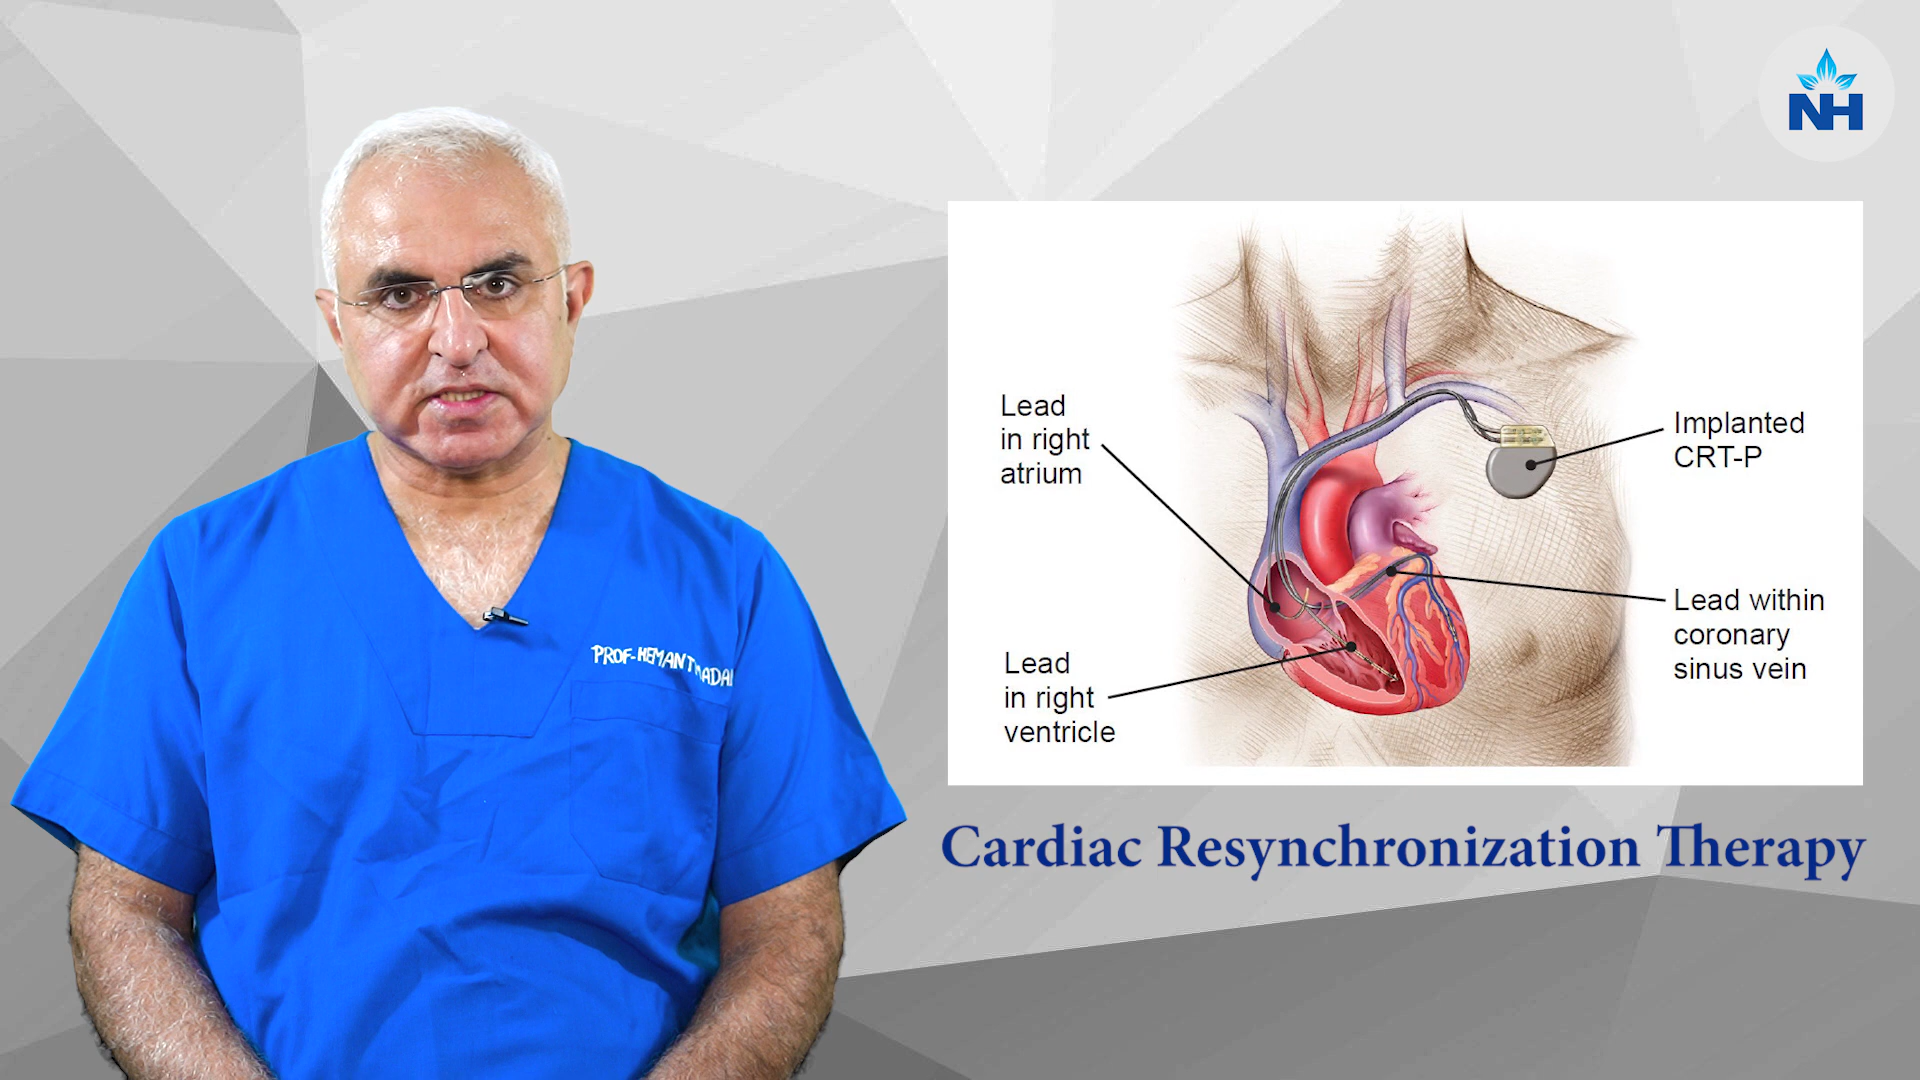 NH
PROF-HEMANT MADAN
Lead
in right
atrium
Implanted
CRT-P
Lead within
coronary
sinus vein
Lead
in right
ventricle
Cardiac Resynchronization Therapy